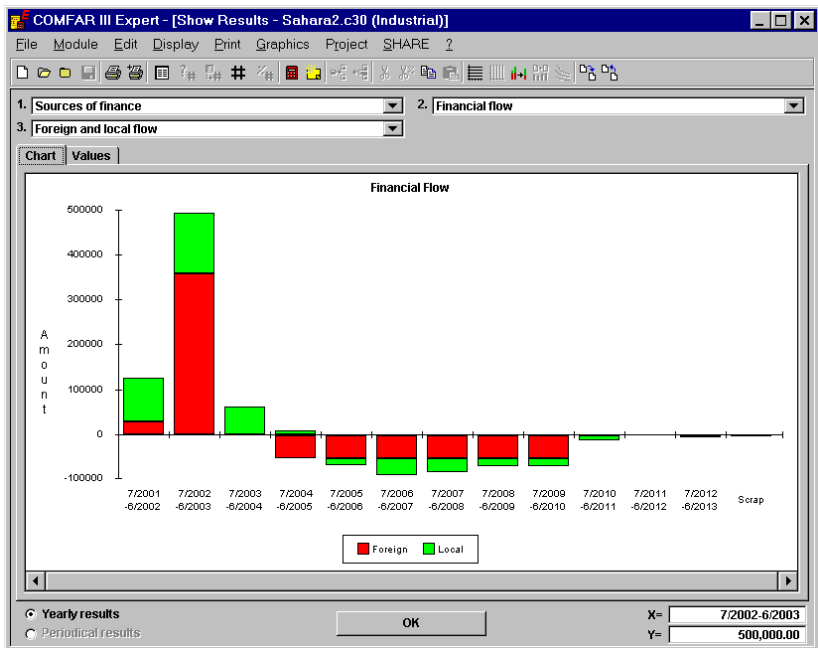 COMFAR III Expert - [Show Results - Sahara2.c30 (Industrial)]
File Module Edit Display Print Graphics Project SHARE ?
1. Sources of finance
2. Financial flow
3. Foreign and local flow
Chart Values
Financial Flow
500000
400000
300000
200000
100000
0
-100000
Amount
7/2001 7/2002 7/2003 7/2004 7/2005 7/2006 7/2007 7/2008 7/2009 7/2010 7/2011 7/2012 Scrap
-6/2002 -6/2003 -6/2004 -6/2005 -6/2006 -6/2007 -6/2008 -6/2009 -6/2010 -6/2011 -6/2012 -6/2013
Foreign Local
Yearly results
Periodical results
OK
X= 7/2002-6/2003
Y= 500,000.00